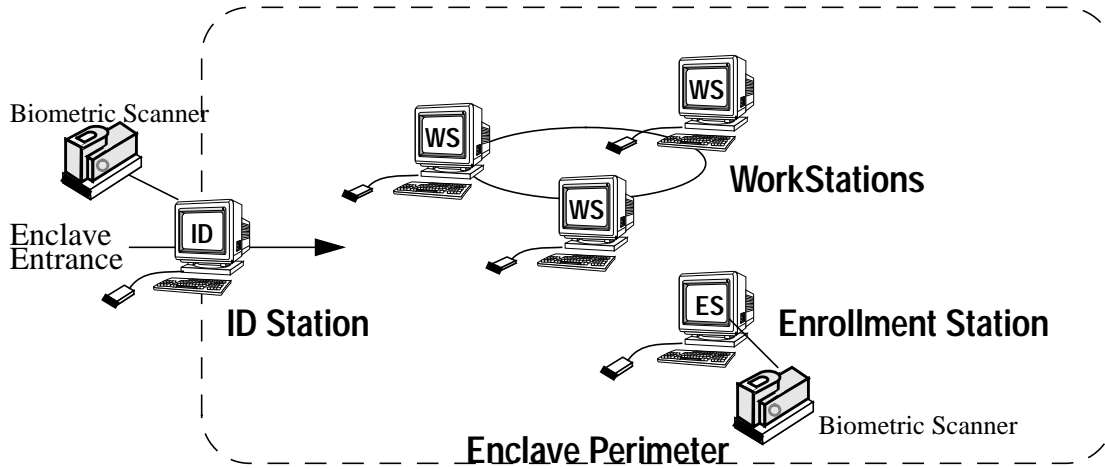 WS
Biometric Scanner
WS
WorkStations
WS
Enclave
Entrance
ID
ID Station
ES
Enrollment Station
Biometric Scanner
Enclave Perimeter